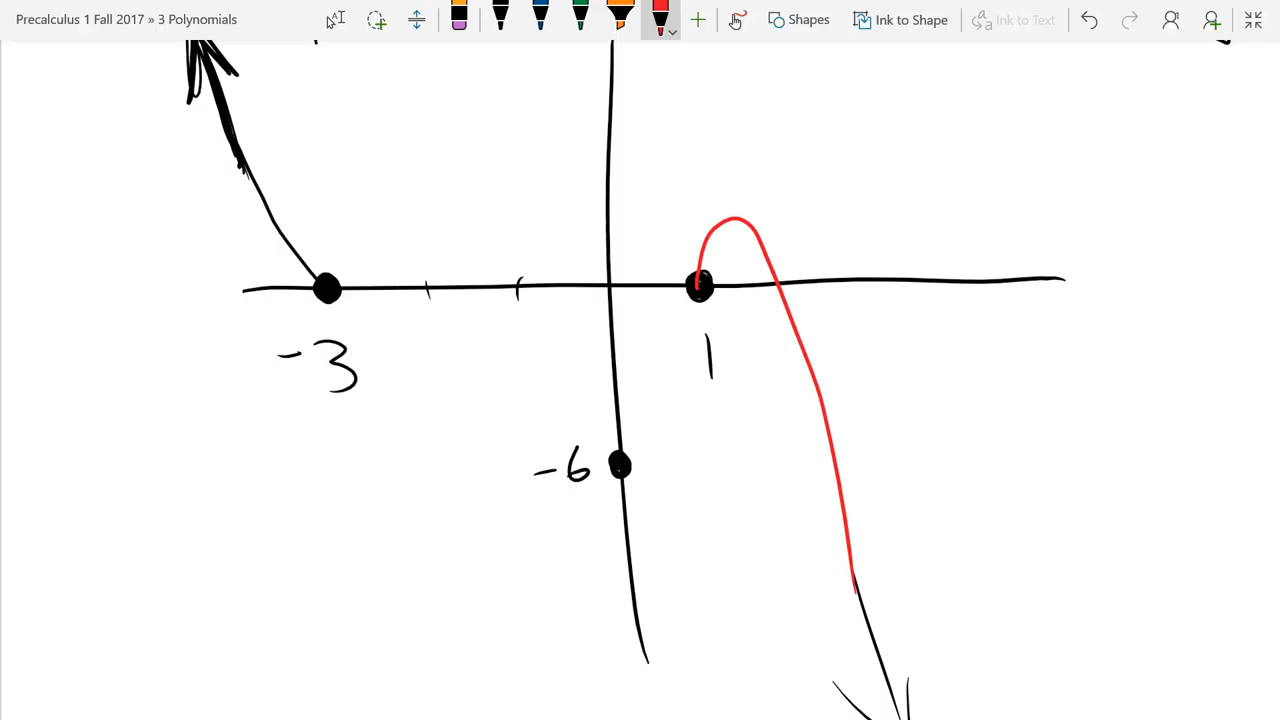 Precalculus 1 Fall 2017 » 3 Polynomials
Shapes
Ink to Shape
Ink to Text
-3
1
-6